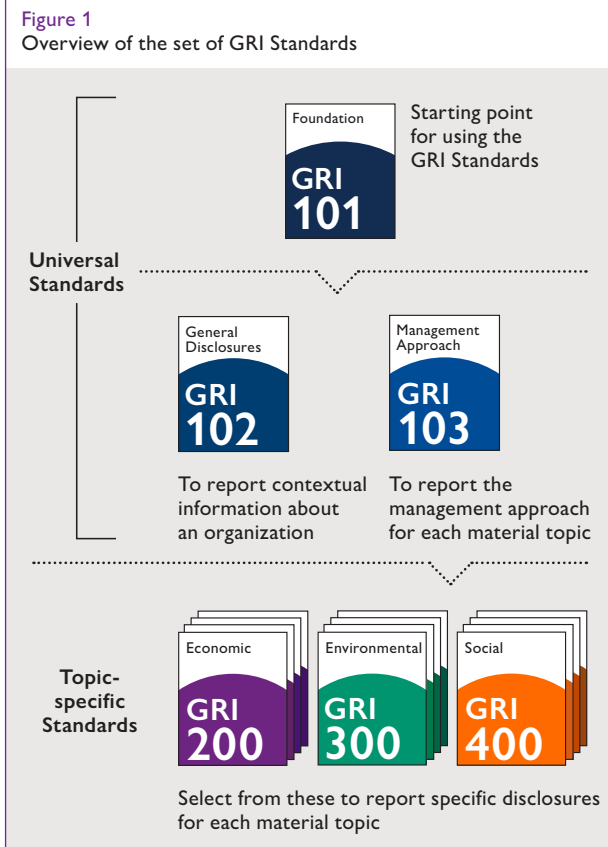 Figure 1
Overview of the set of GRI Standards
Foundation
GRI
101
Starting point
for using the
GRI Standards
Universal
Standards
General
Disclosures
GRI
102
Management
Approach
GRI
103
To report contextual
information about
an organization
To report the
management approach
for each material topic
Topic-
specific
Standards
Economic
GRI
200
Environmental
GRI
300
Social
GRI
400
Select from these to report specific disclosures
for each material topic